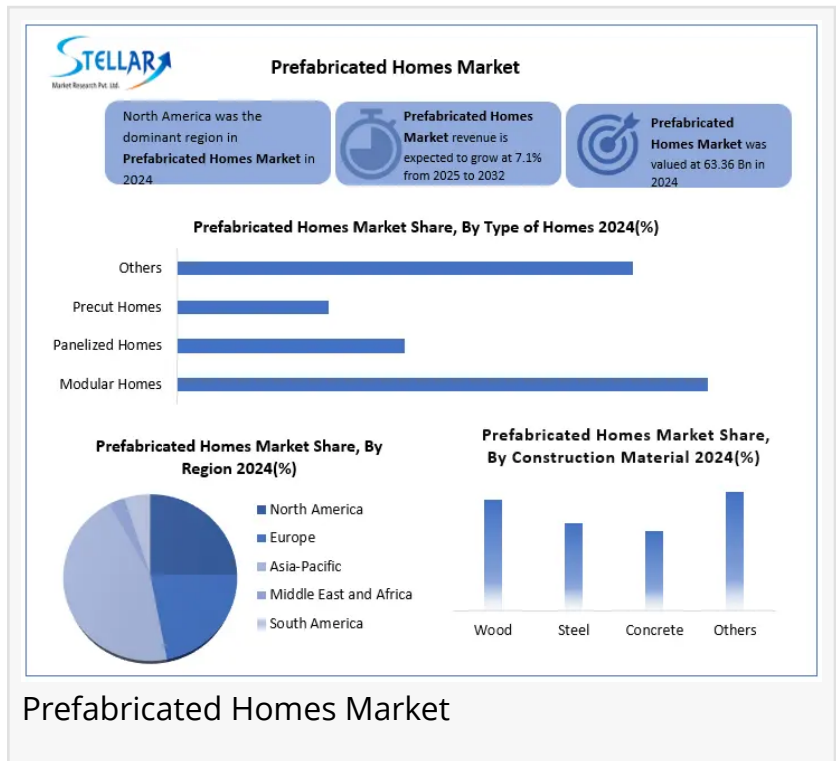 STELLAR
Market Research Pvt. Ltd.
Prefabricated Homes Market
North America was the
dominant region in
Prefabricated Homes Market in
2024
Prefabricated Homes
Market revenue is
expected to grow at 7.1%
from 2025 to 2032
Prefabricated
Homes Market was
valued at 63.36 Bn in
2024
Prefabricated Homes Market Share, By Type of Homes 2024(%)
Others
Precut Homes
Panelized Homes
Modular Homes
Prefabricated Homes Market Share, By
Region 2024(%)
North America
Europe
Asia-Pacific
Middle East and Africa
South America
Prefabricated Homes Market Share,
By Construction Material 2024(%)
Wood
Steel
Concrete
Others
Prefabricated Homes Market